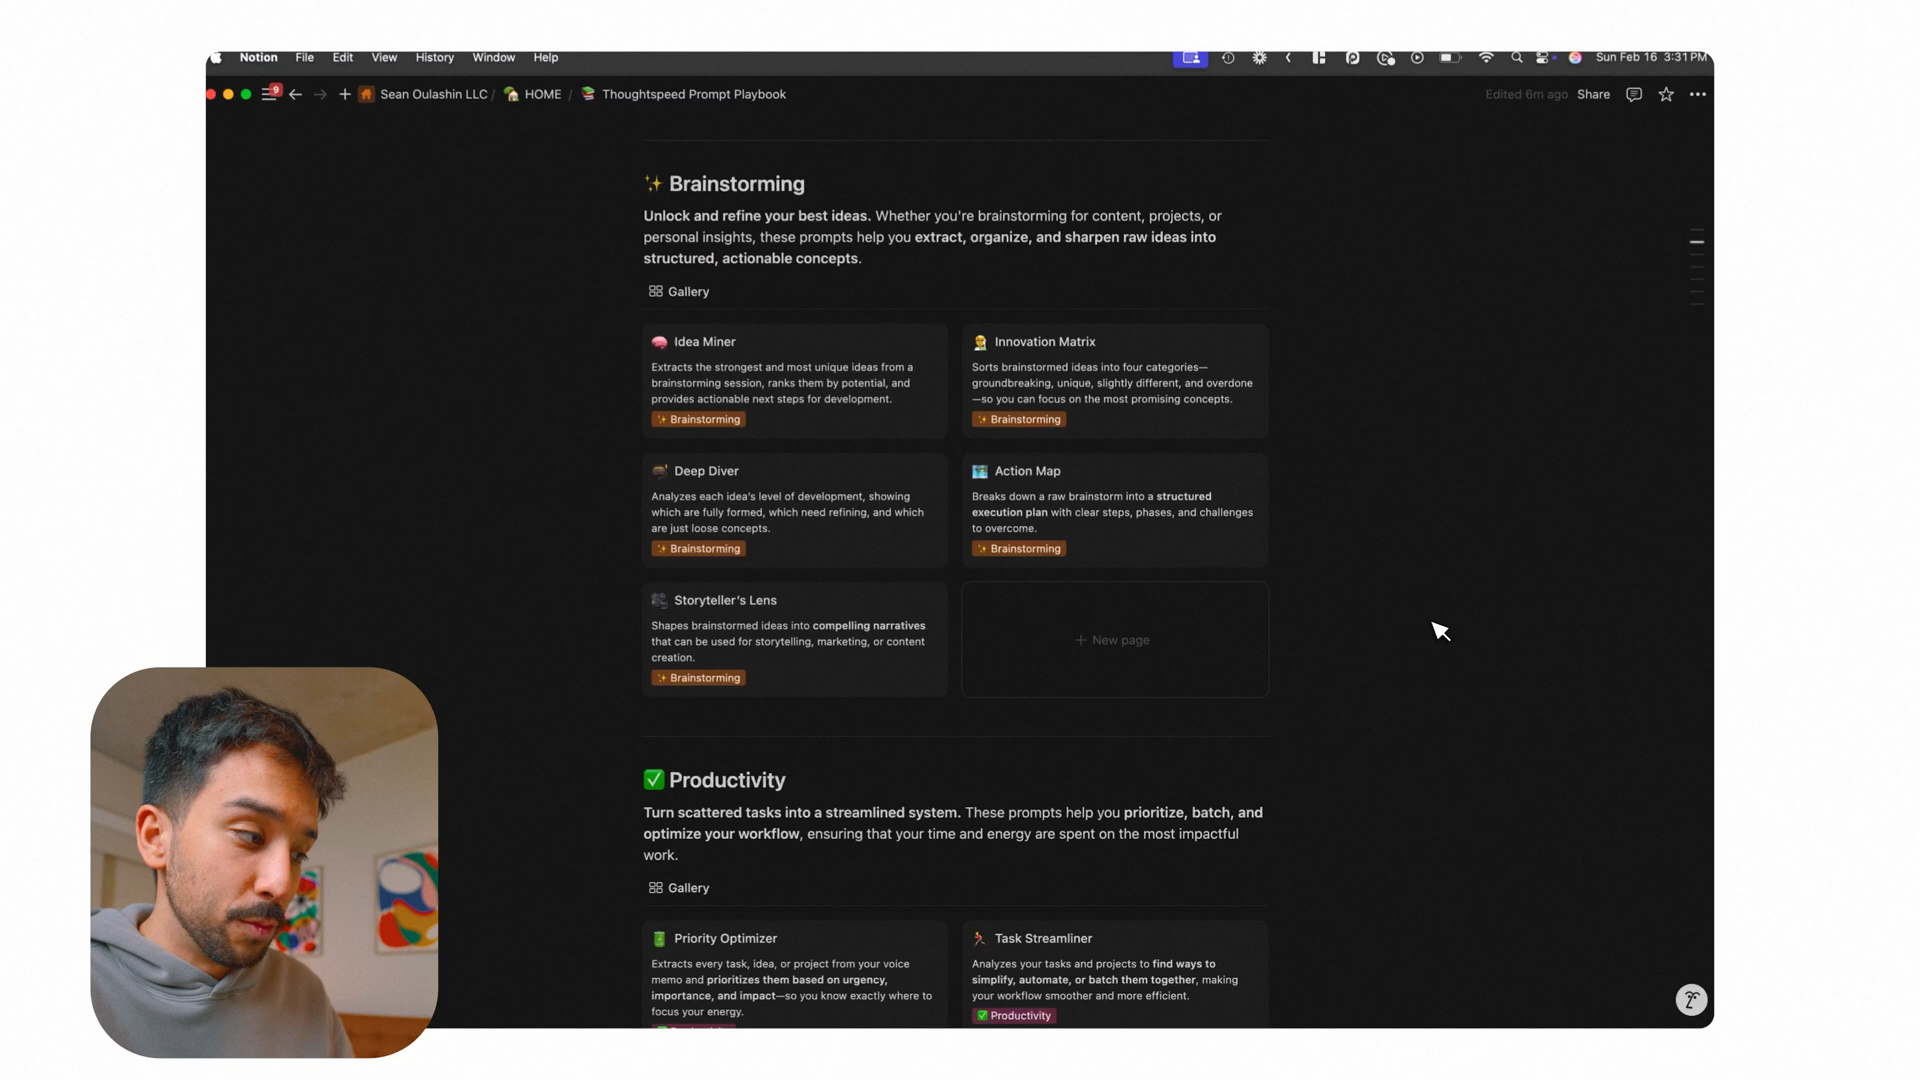 Notion File Edit View History Window Help Sun Feb 16 3:31 PM
9 Sean Oulashin LLC / HOME / Thoughtspeed Prompt Playbook Edited 6m ago Share
Brainstorming
Unlock and refine your best ideas. Whether you're brainstorming for content, projects, or
personal insights, these prompts help you extract, organize, and sharpen raw ideas into
structured, actionable concepts.
Gallery
Idea Miner
Extracts the strongest and most unique ideas from a
brainstorming session, ranks them by potential, and
provides actionable next steps for development.
Brainstorming
Innovation Matrix
Sorts brainstormed ideas into four categories—
groundbreaking, unique, slightly different, and overdone
—so you can focus on the most promising concepts.
Brainstorming
Deep Diver
Analyzes each idea's level of development, showing
which are fully formed, which need refining, and which
are just loose concepts.
Brainstorming
Action Map
Breaks down a raw brainstorm into a structured
execution plan with clear steps, phases, and challenges
to overcome.
Brainstorming
Storyteller's Lens
Shapes brainstormed ideas into compelling narratives
that can be used for storytelling, marketing, or content
creation.
Brainstorming
+ New page
Productivity
Turn scattered tasks into a streamlined system. These prompts help you prioritize, batch, and
optimize your workflow, ensuring that your time and energy are spent on the most impactful
work.
Gallery
Priority Optimizer
Extracts every task, idea, or project from your voice
memo and prioritizes them based on urgency,
importance, and impact—so you know exactly where to
focus your energy.
Task Streamliner
Analyzes your tasks and projects to find ways to
simplify, automate, or batch them together, making
your workflow smoother and more efficient.
Productivity